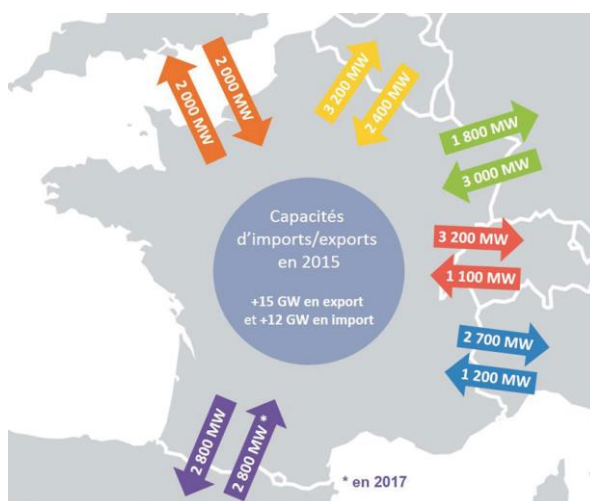 2 000 MW
2 000 MW
3 200 MW
2 400 MW
1 800 MW
3 000 MW
Capacités
d'imports/exports
en 2015
+15 GW en export
et +12 GW en import
3 200 MW
1 100 MW
2 700 MW
1 200 MW
2 800 MW
2 800 MW *
* en 2017